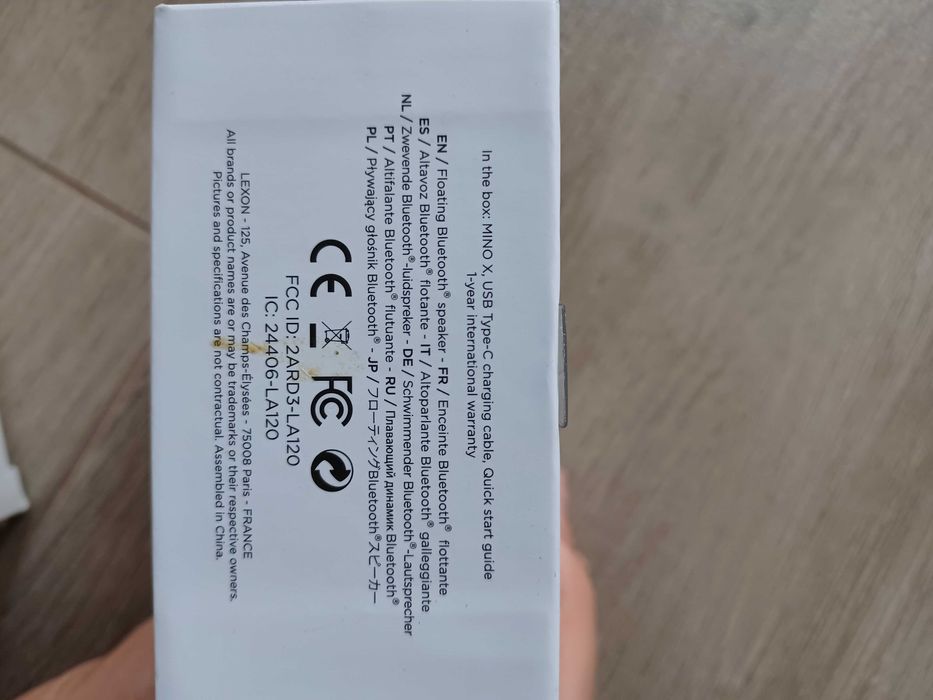 In the box: MINO X, USB Type-C charging cable, Quick start guide
1-year international warranty
EN / Floating Bluetooth® speaker - FR / Enceinte Bluetooth® flottante
ES / Altavoz Bluetooth® flotante - IT / Altoparlante Bluetooth® galleggiante
NL / Zwevende Bluetooth®-luidspreker - DE / Schwimmender Bluetooth®-Lautsprecher
PT / Altifalante Bluetooth® flutuante - RU / Плавающий динамик Bluetooth®
PL / Pływający głośnik Bluetooth® - JP / フローティングBluetooth®スピーカー
CE FC
FCC ID: 2ARD3-LA120
IC: 24406-LA120
LEXON - 125, Avenue des Champs-Élysées - 75008 Paris - FRANCE
All brands or product names are or may be trademarks or their respective owners.
Pictures and specifications are not contractual. Assembled in China.